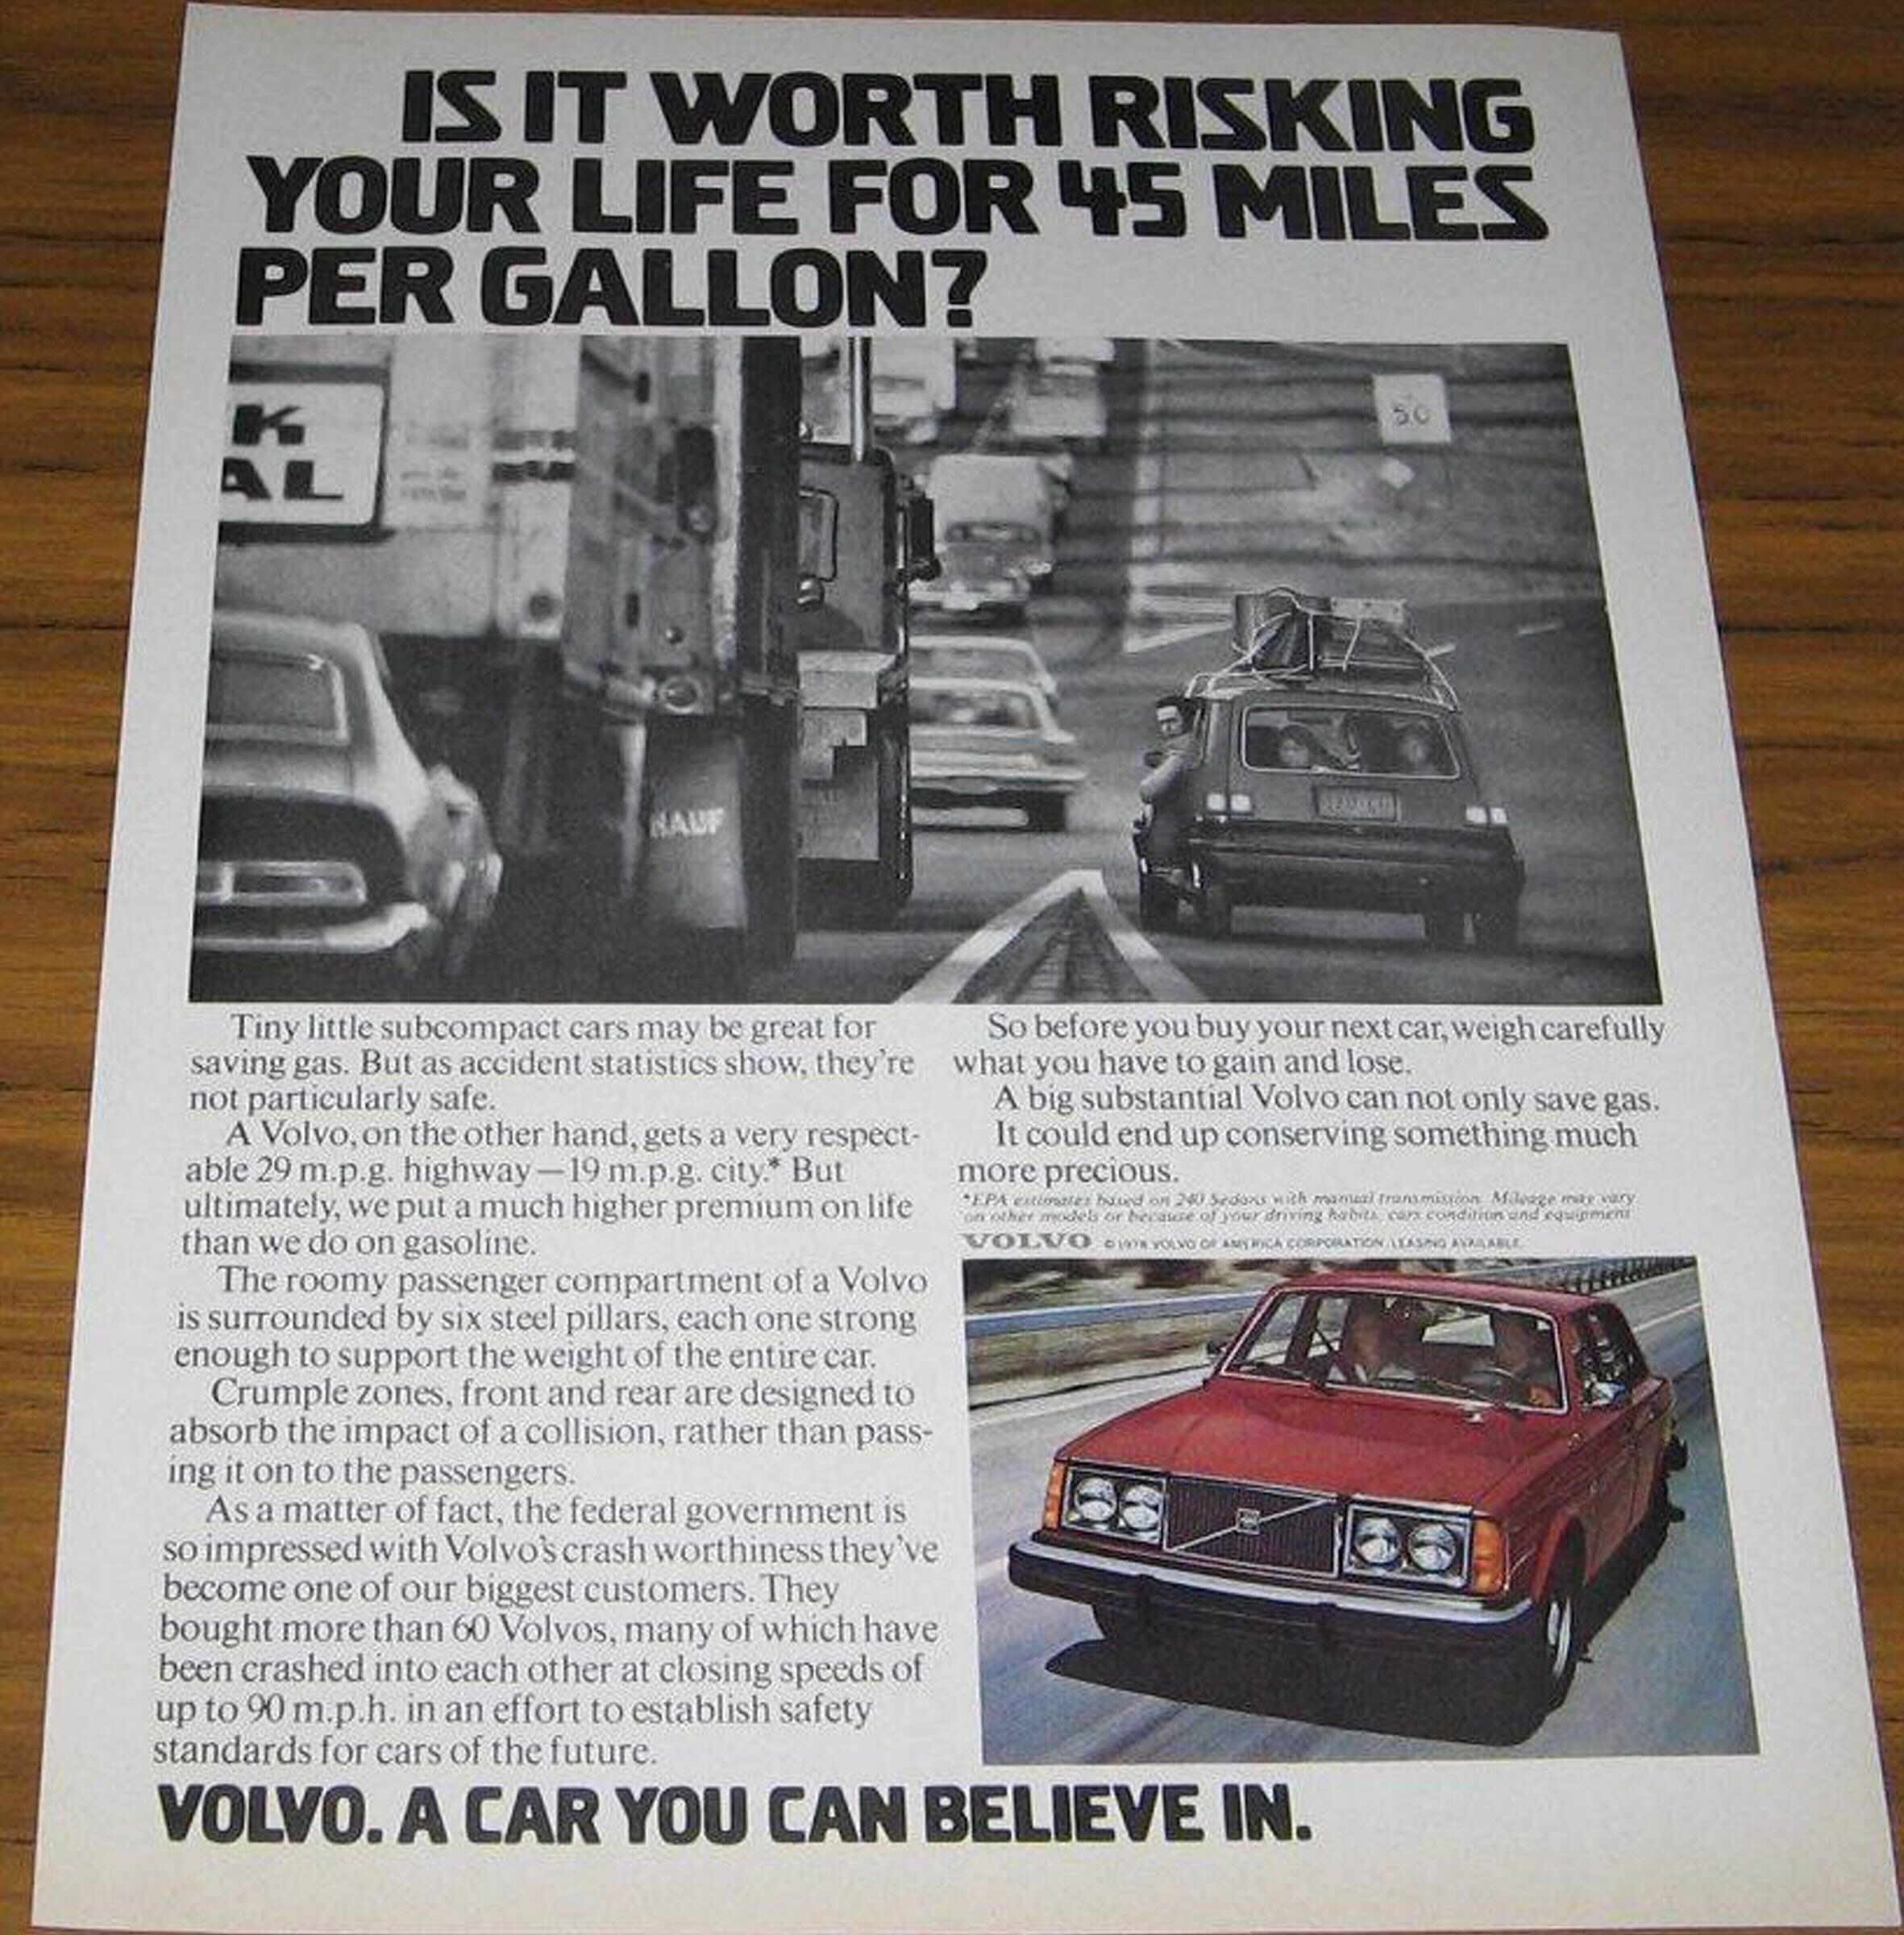 IS IT WORTH RISKING
YOUR LIFE FOR 45 MILES
PER GALLON?
K
AL
50
HAUF
Tiny little subcompact cars may be great for
saving gas. But as accident statistics show, they're
not particularly safe.
A Volvo, on the other hand, gets a very respect-
able 29 m.p.g. highway—19 m.p.g. city.* But
ultimately, we put a much higher premium on life
than we do on gasoline.
The roomy passenger compartment of a Volvo
is surrounded by six steel pillars, each one strong
enough to support the weight of the entire car.
Crumple zones, front and rear are designed to
absorb the impact of a collision, rather than pass-
ing it on to the passengers.
As a matter of fact, the federal government is
so impressed with Volvo's crash worthiness they've
become one of our biggest customers. They
bought more than 60 Volvos, many of which have
been crashed into each other at closing speeds of
up to 90 m.p.h. in an effort to establish safety
standards for cars of the future.
So before you buy your next car, weigh carefully
what you have to gain and lose.
A big substantial Volvo can not only save gas.
It could end up conserving something much
more precious.
*EPA estimates based on 240 Sedans with manual transmission. Mileage may vary
on other models or because of your driving habits, cars condition and equipment
VOLVO © 1978 VOLVO OF AMERICA CORPORATION. LEASING AVAILABLE.
VOLVO. A CAR YOU CAN BELIEVE IN.